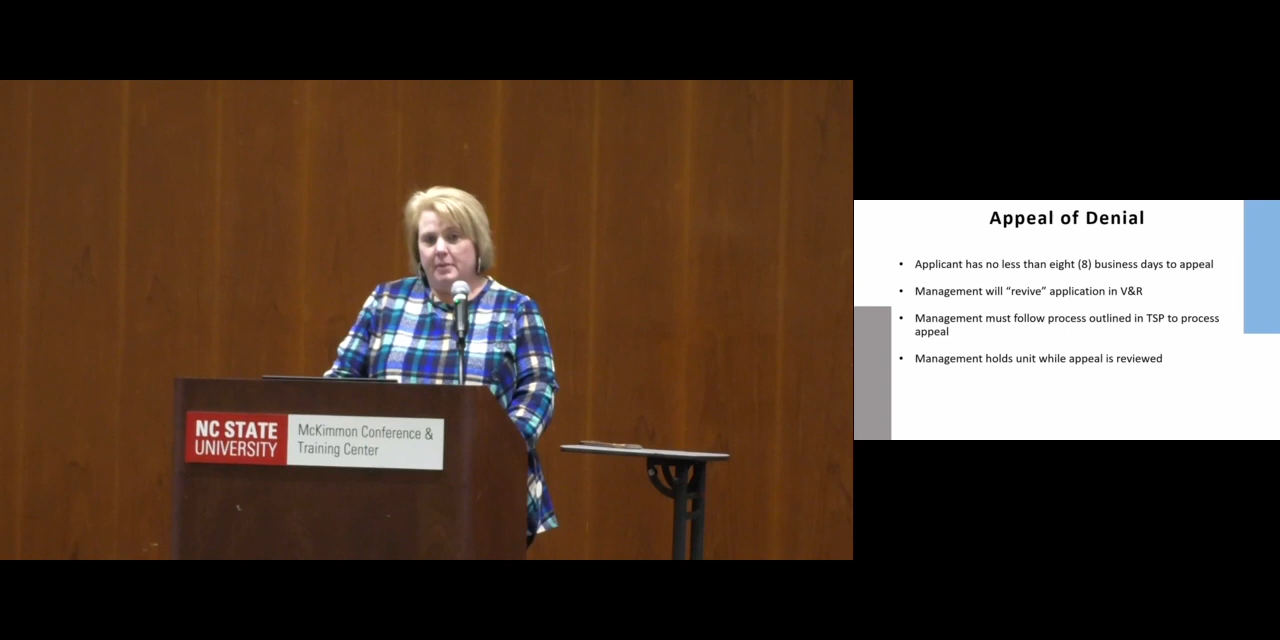 NC STATE
UNIVERSITY
McKimmon Conference &
Training Center
Appeal of Denial
• Applicant has no less than eight (8) business days to appeal
• Management will “revive” application in V&R
• Management must follow process outlined in TSP to process
appeal
• Management holds unit while appeal is reviewed